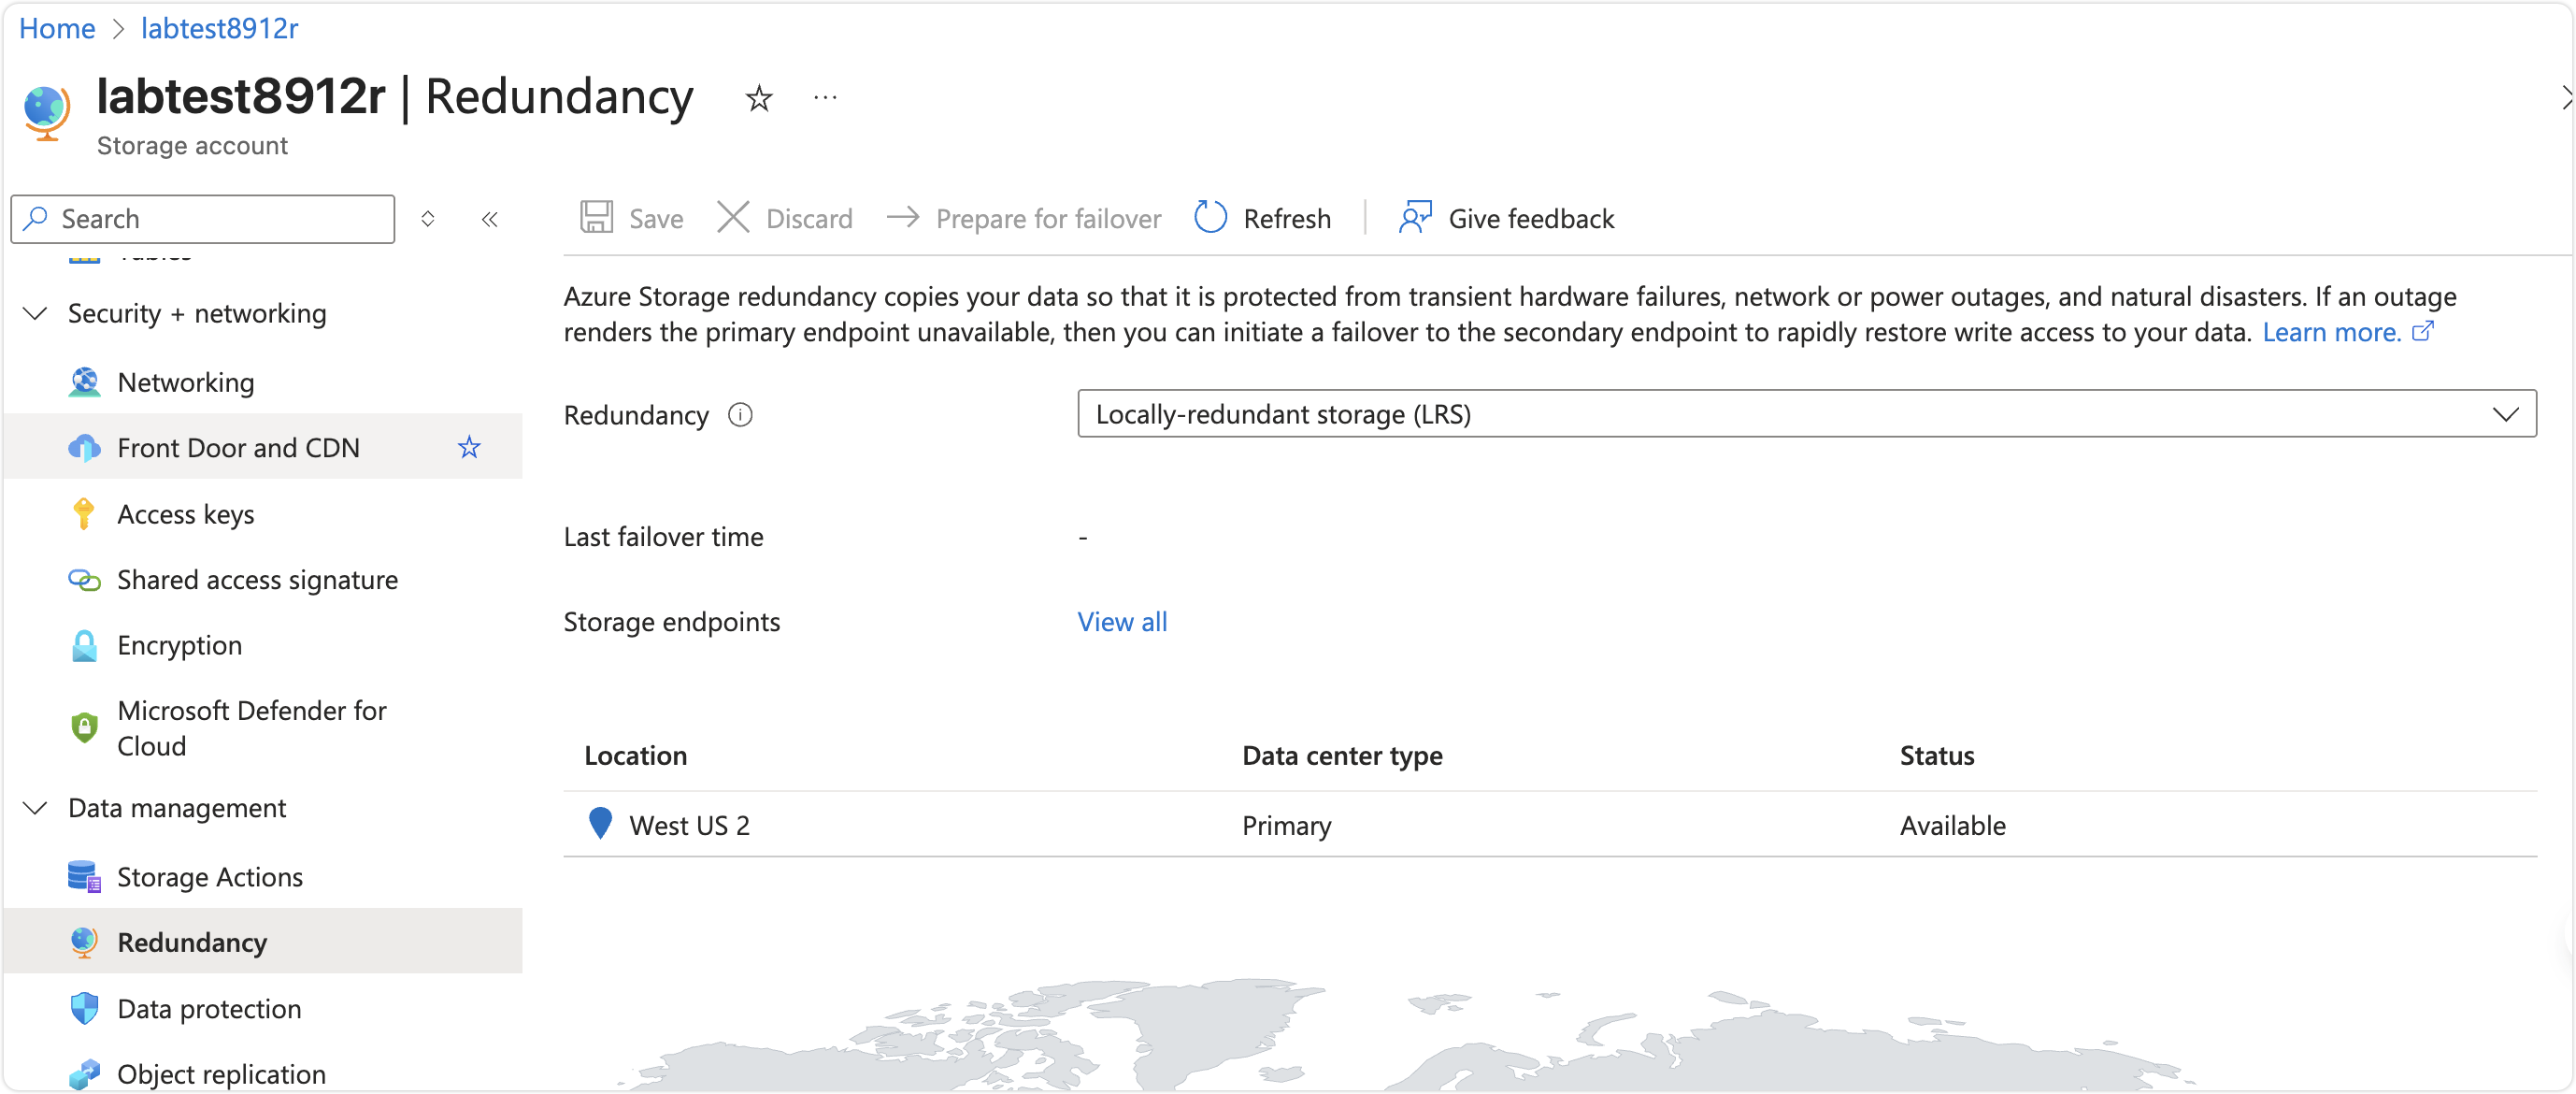 Home > labtest8912r
labtest8912r | Redundancy
Storage account
Search
Save
Discard
Prepare for failover
Refresh
Give feedback
Security + networking
Networking
Front Door and CDN
Access keys
Shared access signature
Encryption
Microsoft Defender for
Cloud
Data management
Storage Actions
Redundancy
Data protection
Object replication
Azure Storage redundancy copies your data so that it is protected from transient hardware failures, network or power outages, and natural disasters. If an outage
renders the primary endpoint unavailable, then you can initiate a failover to the secondary endpoint to rapidly restore write access to your data. Learn more.
Redundancy
Locally-redundant storage (LRS)
Last failover time
-
Storage endpoints
View all
Location Data center type Status
West US 2 Primary Available